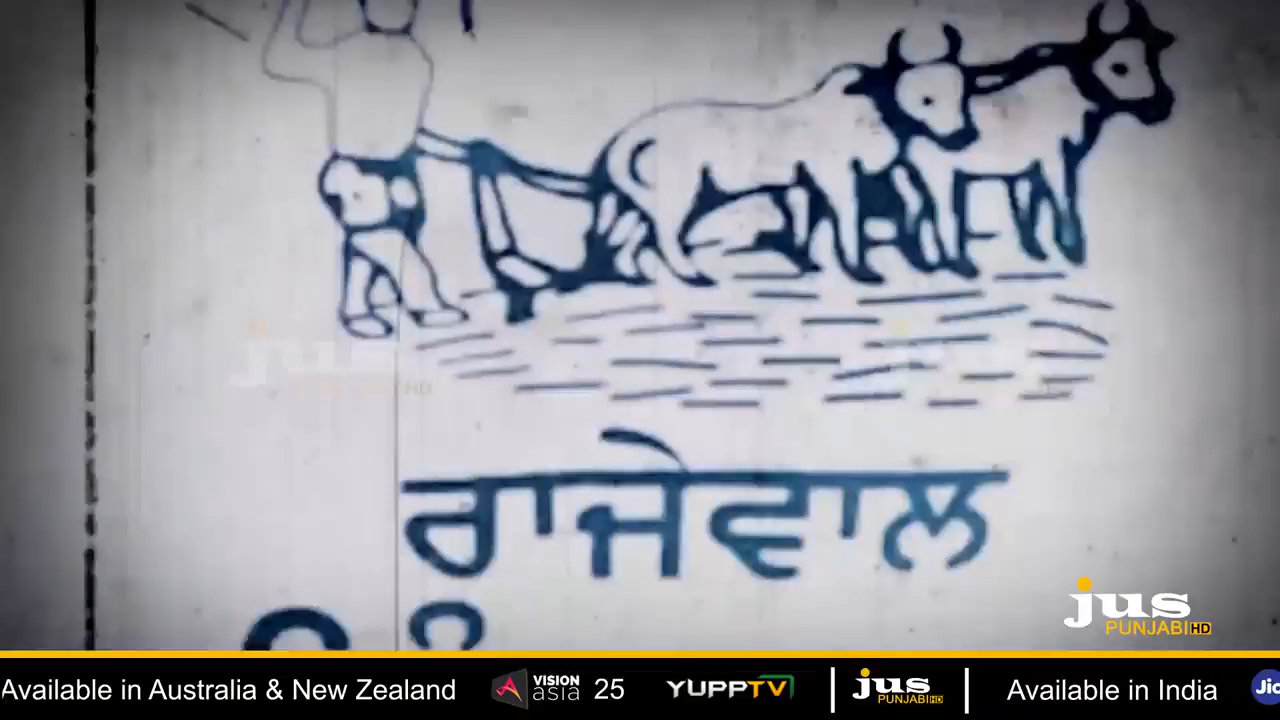 ਰਾਜੇਵਾਲ
jus
PUNJABI HD
Available in Australia & New Zealand VISION asia 25 YUPPTV jus PUNJABI HD Available in India